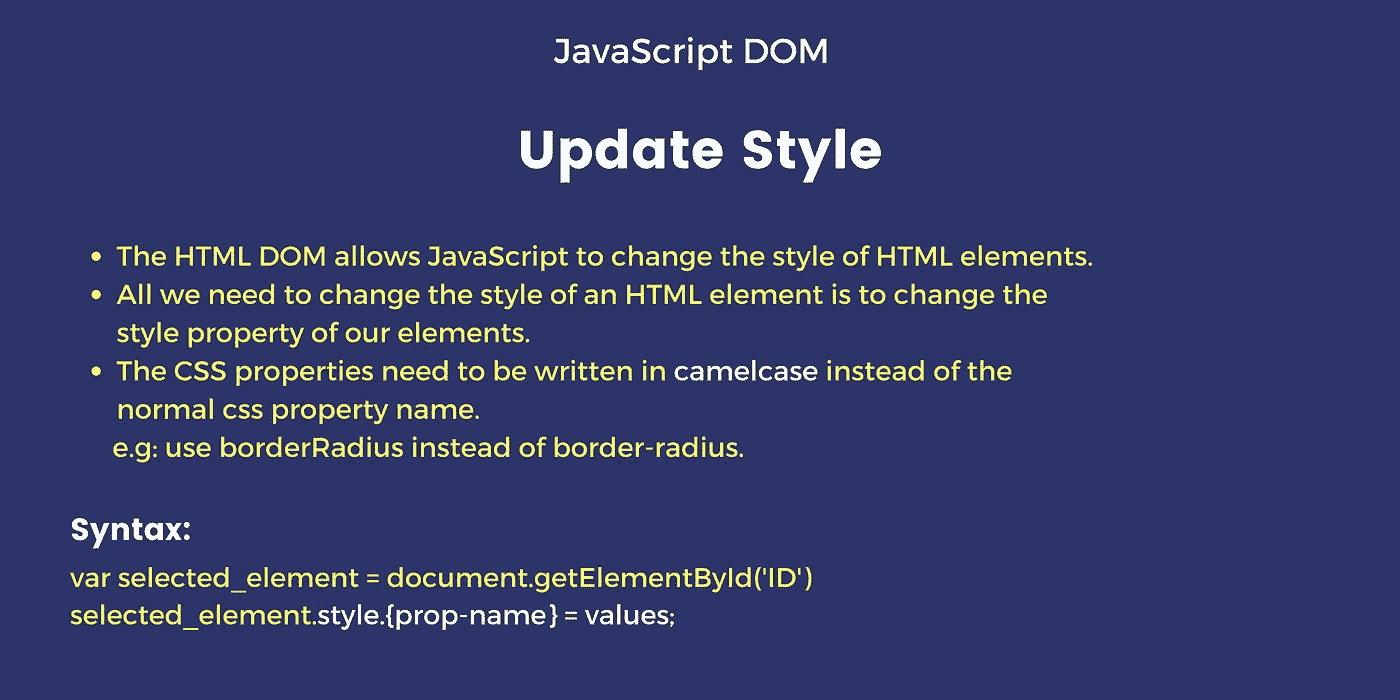 JavaScript DOM
Update Style
• The HTML DOM allows JavaScript to change the style of HTML elements.
• All we need to change the style of an HTML element is to change the
style property of our elements.
• The CSS properties need to be written in camelcase instead of the
normal css property name.
e.g: use borderRadius instead of border-radius.
Syntax:
var selected_element = document.getElementById('ID')
selected_element.style.{prop-name} = values;